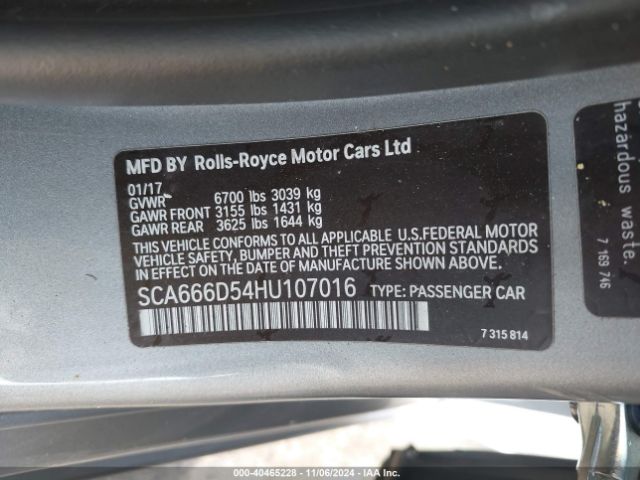 MFD BY Rolls-Royce Motor Cars Ltd
01/17
GVWR 6700 lbs 3039 kg
GAWR FRONT 3155 lbs 1431 kg
GAWR REAR 3625 lbs 1644 kg
THIS VEHICLE CONFORMS TO ALL APPLICABLE U.S.FEDERAL MOTOR
VEHICLE SAFETY, BUMPER AND THEFT PREVENTION STANDARDS
IN EFFECT ON THE DATE OF MANUFACTURE SHOWN ABOVE.
SCA666D54HU107016 TYPE: PASSENGER CAR
7 315 814
hazardous waste.
7 169 746
000-40465228 - 11/06/2024 - IAA Inc.